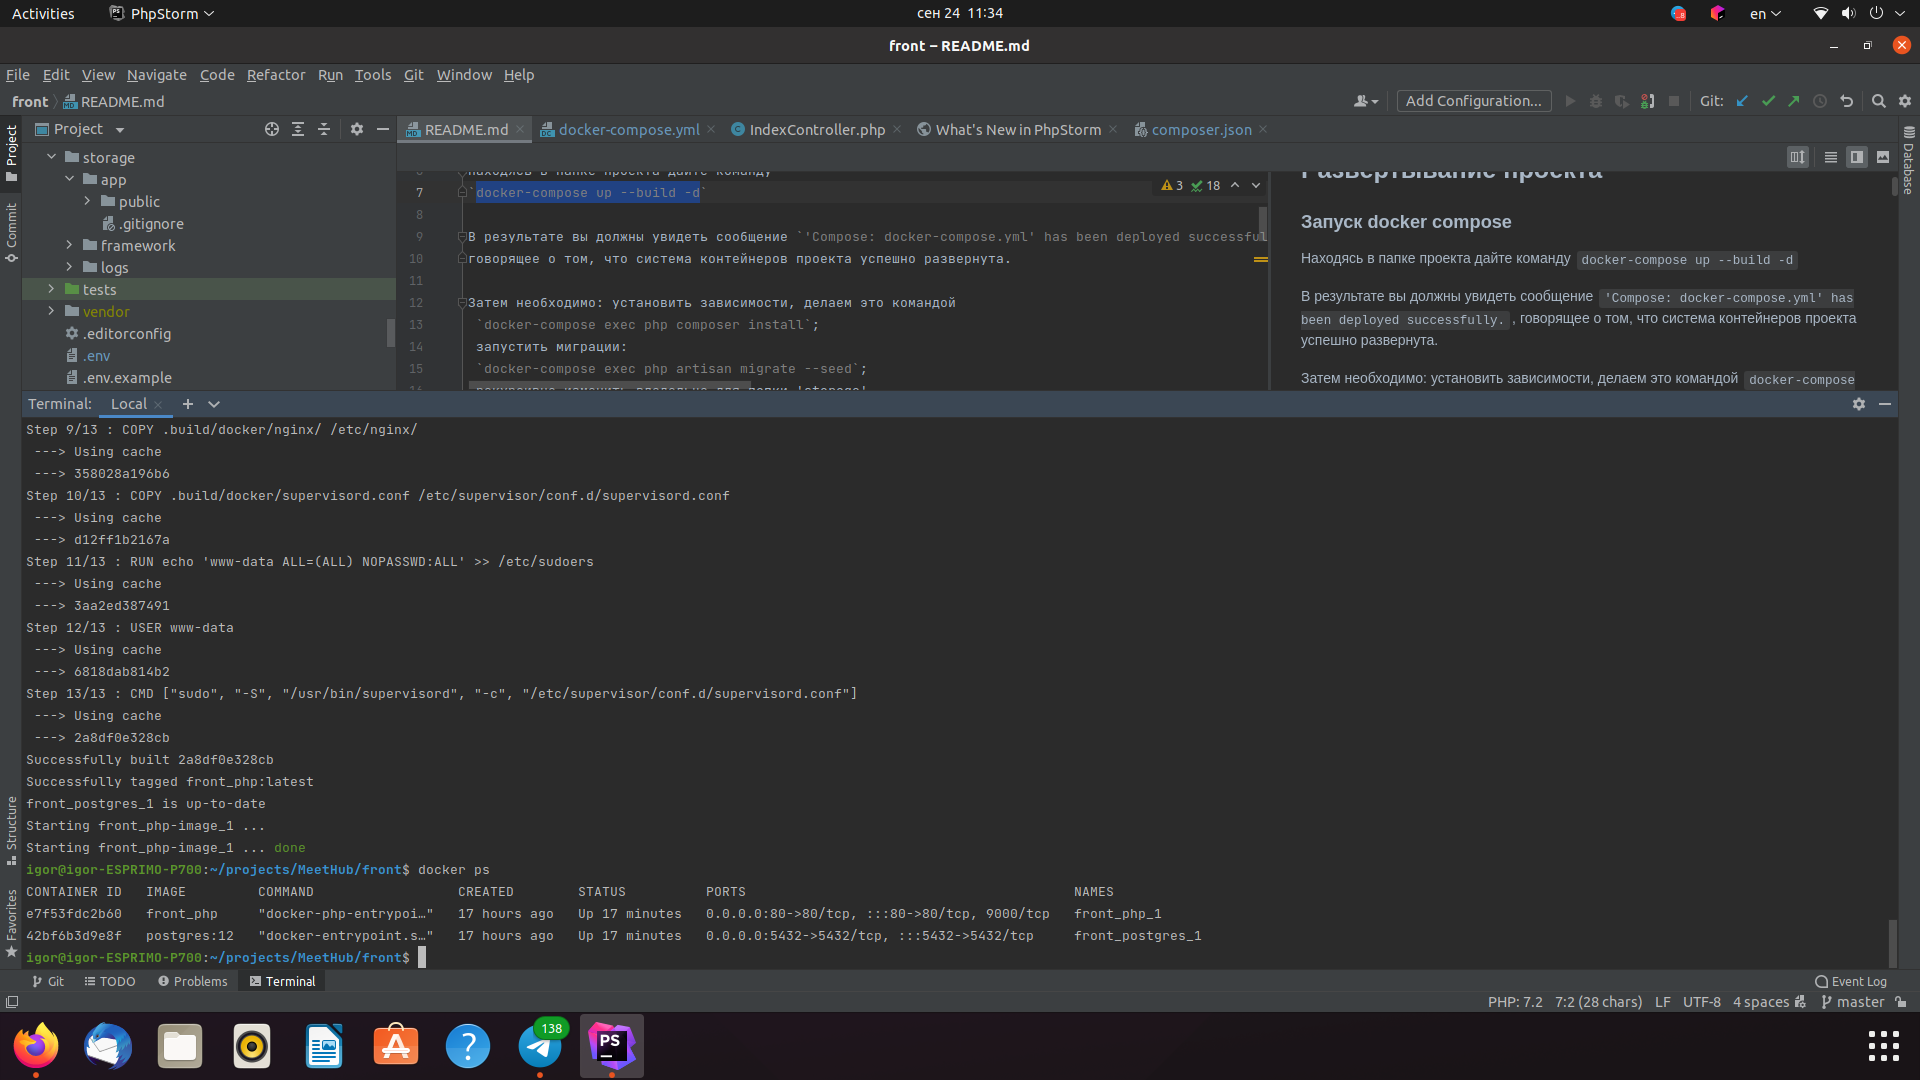 Activities PhpStorm сен 24 11:34 en
front – README.md
File Edit View Navigate Code Refactor Run Tools Git Window Help
front README.md Add Configuration... Git:
Project README.md docker-compose.yml IndexController.php What's New in PhpStorm composer.json
Project
Commit
Structure
Favorites
Database
storage
app
public
.gitignore
framework
logs
tests
vendor
.editorconfig
.env
.env.example
7 `docker-compose up --build -d`
3 18
8
9 В результате вы должны увидеть сообщение `'Compose: docker-compose.yml' has been deployed successful
10 говорящее о том, что система контейнеров проекта успешно развернута.
11
12 Затем необходимо: установить зависимости, делаем это командой
13 `docker-compose exec php composer install`;
14 запустить миграции:
15 `docker-compose exec php artisan migrate --seed`;
Развертывание проекта
Запуск docker compose
Находясь в папке проекта дайте команду docker-compose up --build -d
В результате вы должны увидеть сообщение 'Compose: docker-compose.yml' has
been deployed successfully. , говорящее о том, что система контейнеров проекта
успешно развернута.
Затем необходимо: установить зависимости, делаем это командой docker-compose
Terminal: Local
Step 9/13 : COPY .build/docker/nginx/ /etc/nginx/
---> Using cache
---> 358028a196b6
Step 10/13 : COPY .build/docker/supervisord.conf /etc/supervisor/conf.d/supervisord.conf
---> Using cache
---> d12ff1b2167a
Step 11/13 : RUN echo 'www-data ALL=(ALL) NOPASSWD:ALL' >> /etc/sudoers
---> Using cache
---> 3aa2ed387491
Step 12/13 : USER www-data
---> Using cache
---> 6818dab814b2
Step 13/13 : CMD ["sudo", "-S", "/usr/bin/supervisord", "-c", "/etc/supervisor/conf.d/supervisord.conf"]
---> Using cache
---> 2a8df0e328cb
Successfully built 2a8df0e328cb
Successfully tagged front_php:latest
front_postgres_1 is up-to-date
Starting front_php-image_1 ...
Starting front_php-image_1 ... done
igor@igor-ESPRIMO-P700:~/projects/MeetHub/front$ docker ps
CONTAINER ID IMAGE COMMAND CREATED STATUS PORTS NAMES
e7f53fdc2b60 front_php "docker-php-entrypoi…" 17 hours ago Up 17 minutes 0.0.0.0:80->80/tcp, :::80->80/tcp, 9000/tcp front_php_1
42bf6b3d9e8f postgres:12 "docker-entrypoint.s…" 17 hours ago Up 17 minutes 0.0.0.0:5432->5432/tcp, :::5432->5432/tcp front_postgres_1
igor@igor-ESPRIMO-P700:~/projects/MeetHub/front$
Git TODO Problems Terminal Event Log
PHP: 7.2 7:2 (28 chars) LF UTF-8 4 spaces master
138
PS